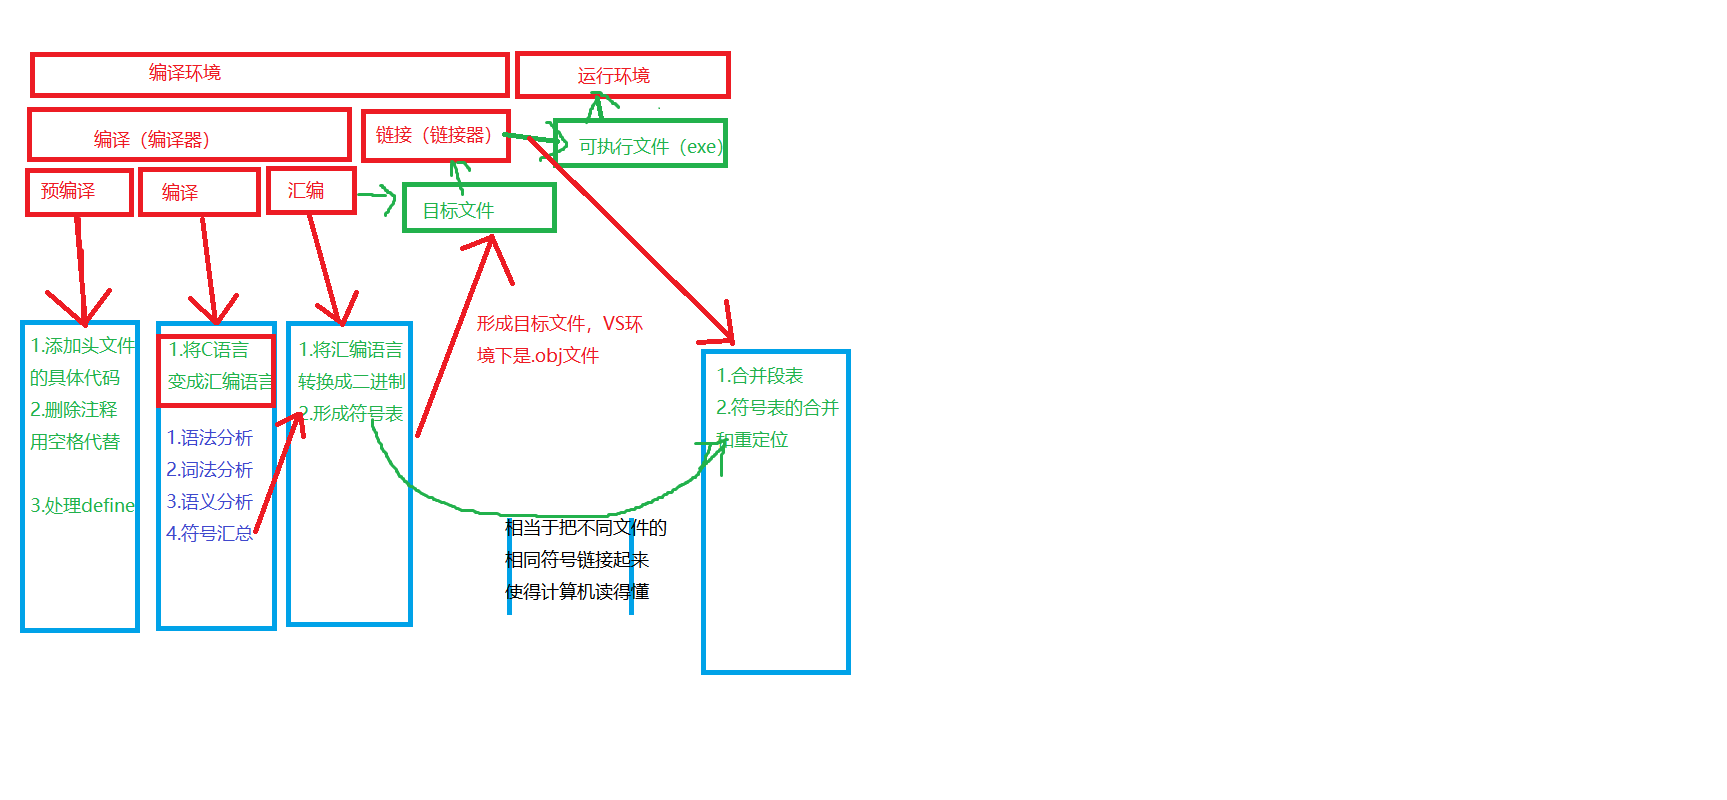 编译环境
运行环境
编译（编译器）
链接（链接器）
可执行文件（exe）
预编译
编译
汇编
目标文件
形成目标文件，VS环
境下是.obj文件
1.添加头文件
的具体代码
2.删除注释
用空格代替
3.处理define
1.将C语言
变成汇编语言
1.语法分析
2.词法分析
3.语义分析
4.符号汇总
1.将汇编语言
转换成二进制
2.形成符号表
相当于把不同文件的
相同符号链接起来
使得计算机读得懂
1.合并段表
2.符号表的合并
和重定位